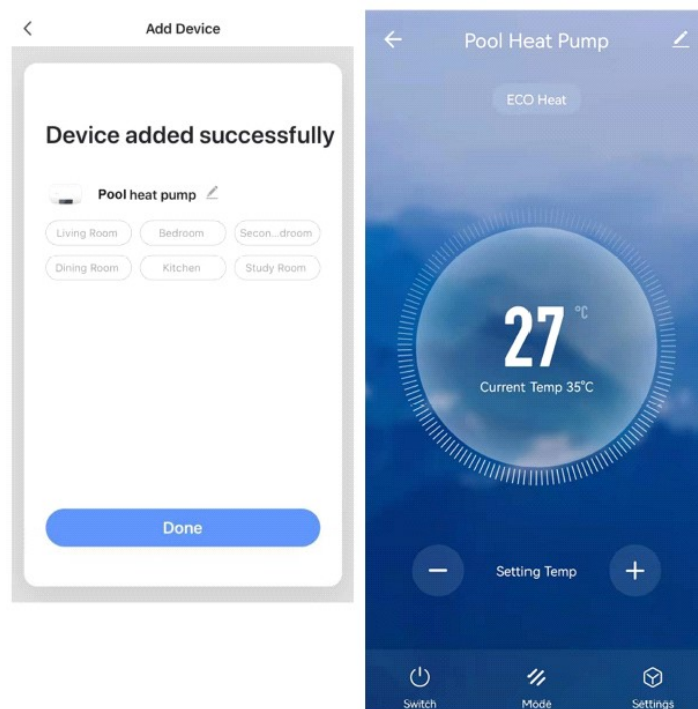 Add Device
Device added successfully
Pool heat pump
Living Room
Bedroom
Secon...droom
Dining Room
Kitchen
Study Room
Done
Pool Heat Pump
ECO Heat
27 °C
Current Temp 35°C
Setting Temp
Switch
Mode
Settings